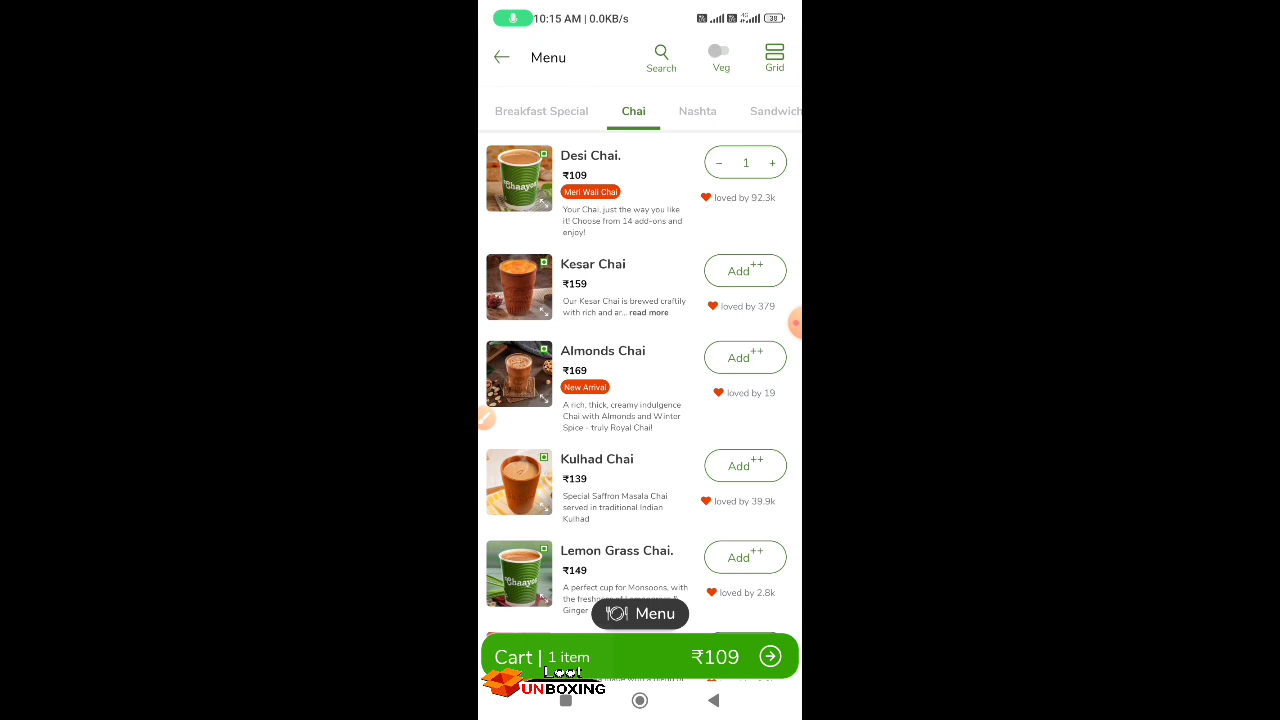 10:15 AM | 0.0KB/s
4G
38
Menu
Search
Veg
Grid
Breakfast Special
Chai
Nashta
Sandwich
Desi Chai.
₹109
Meri Wali Chai
Your Chai, just the way you like
it! Choose from 14 add-ons and
enjoy!
− 1 +
loved by 92.3k
Chaayos
Kesar Chai
₹159
Our Kesar Chai is brewed craftily
with rich and ar... read more
Add++
loved by 379
Almonds Chai
₹169
New Arrival
A rich, thick, creamy indulgence
Chai with Almonds and Winter
Spice - truly Royal Chai!
Add++
loved by 19
Kulhad Chai
₹139
Special Saffron Masala Chai
served in traditional Indian
Kulhad
Add++
loved by 39.9k
Lemon Grass Chai.
₹149
A perfect cup for Monsoons, with
the
Ginger
Add++
loved by 2.8k
Chaayos
Menu
Cart | 1 item
₹109
Loot
UNBOXING